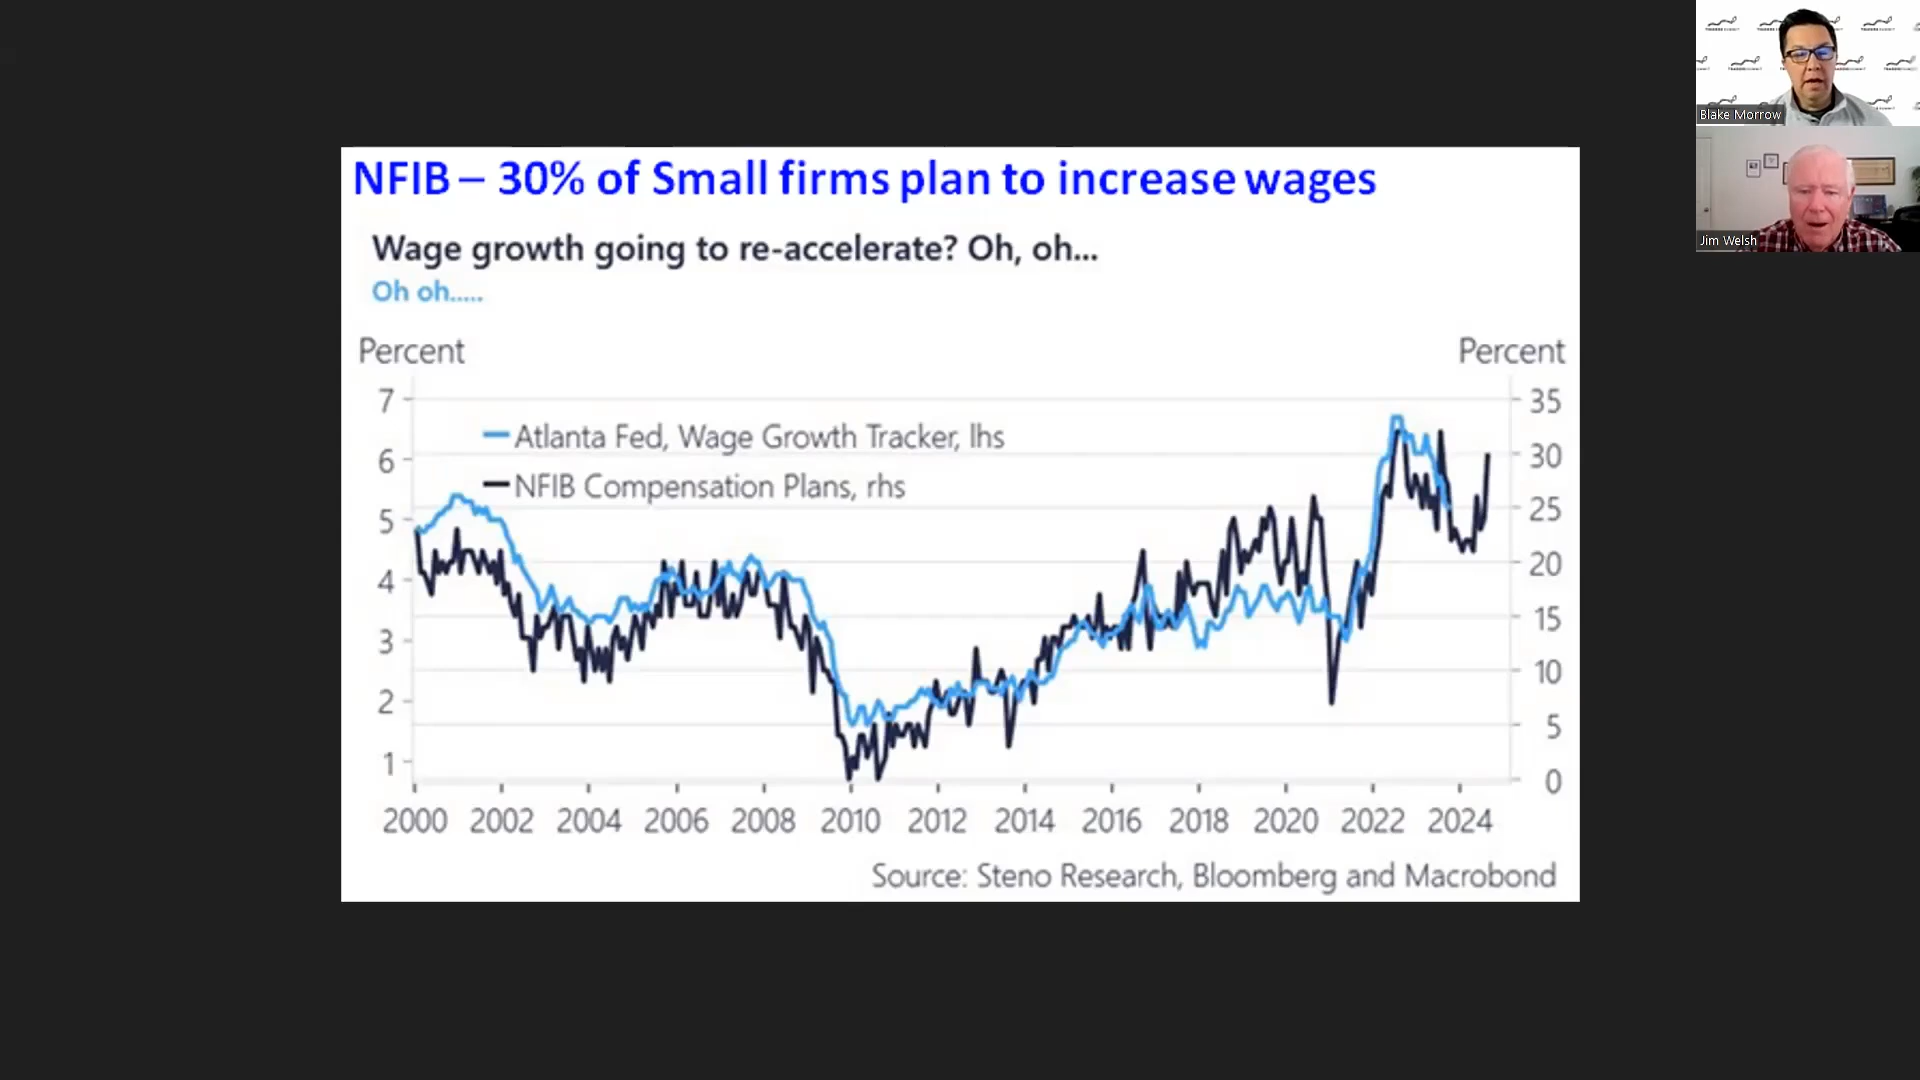 NFIB – 30% of Small firms plan to increase wages
Wage growth going to re-accelerate? Oh, oh...
Oh oh.....
Percent
Percent
7
6
5
4
3
2
1
35
30
25
20
15
10
5
0
Atlanta Fed, Wage Growth Tracker, lhs
NFIB Compensation Plans, rhs
2000 2002 2004 2006 2008 2010 2012 2014 2016 2018 2020 2022 2024
Source: Steno Research, Bloomberg and Macrobond
Blake Morrow
Jim Welsh